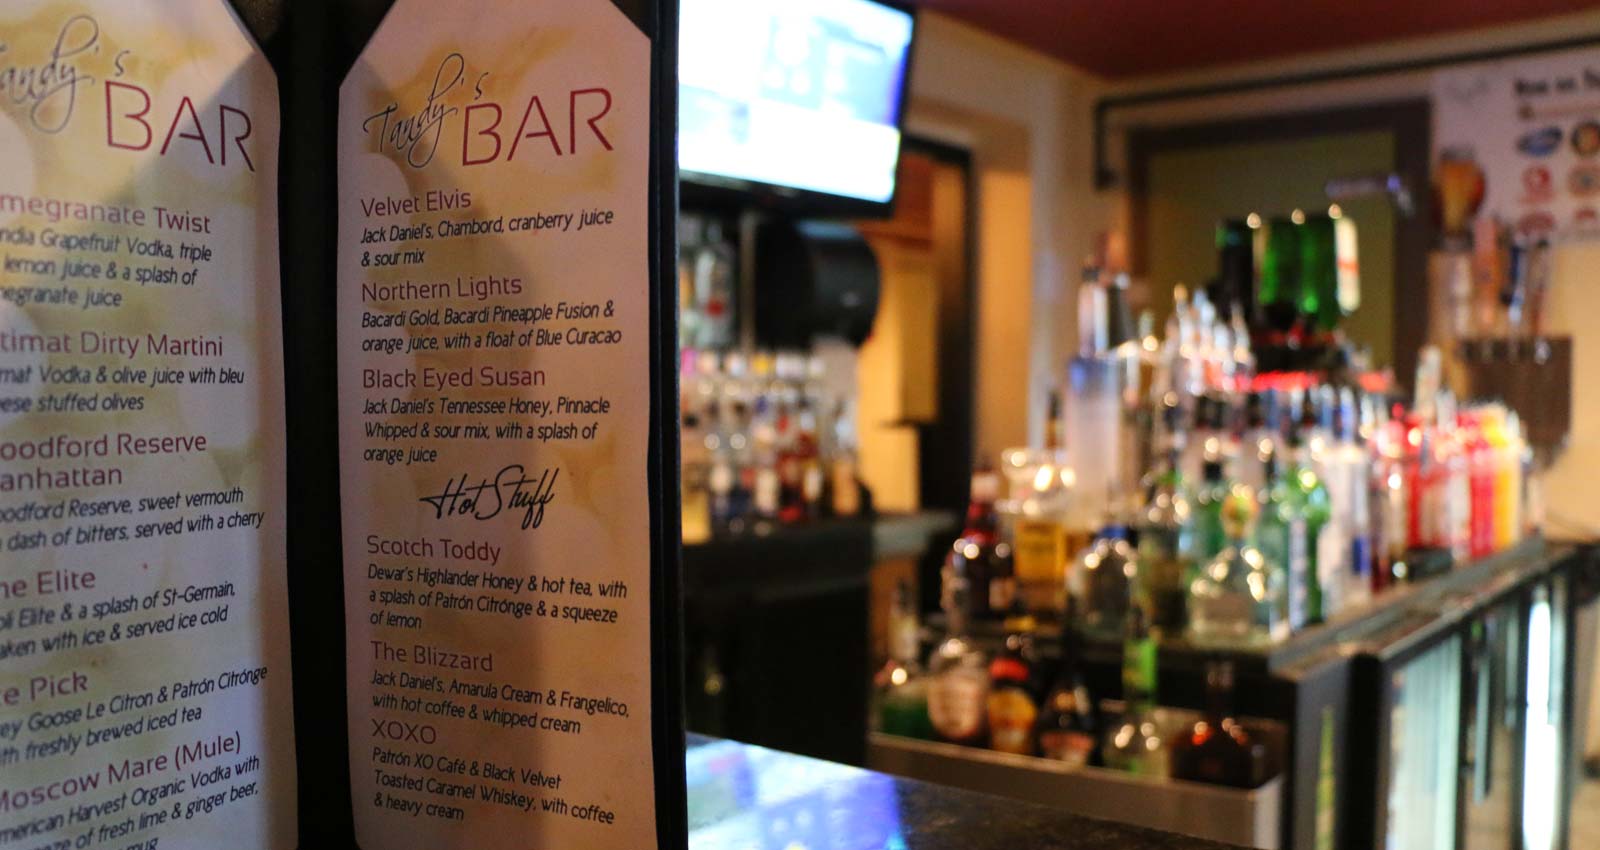 Tandy's
BAR
megranate Twist
ndia Grapefruit Vodka, triple
lemon juice & a splash of
negranate juice
timat Dirty Martini
mat Vodka & olive juice with bleu
ese stuffed olives
oodford Reserve
anhattan
oodford Reserve, sweet vermouth
dash of bitters, served with a cherry
he Elite
oli Elite & a splash of St-Germain,
aken with ice & served ice cold
e Pick
ey Goose Le Citron & Patrón Citrónge
th freshly brewed iced tea
Moscow Mare (Mule)
merican Harvest Organic Vodka with
eze of fresh lime & ginger beer,
mug
Tandy's
BAR
Velvet Elvis
Jack Daniel's, Chambord, cranberry juice
& sour mix
Northern Lights
Bacardi Gold, Bacardi Pineapple Fusion &
orange juice, with a float of Blue Curacao
Black Eyed Susan
Jack Daniel's Tennessee Honey, Pinnacle
Whipped & sour mix, with a splash of
orange juice
Hot Stuff
Scotch Toddy
Dewar's Highlander Honey & hot tea, with
a splash of Patrón Citrónge & a squeeze
of lemon
The Blizzard
Jack Daniel's, Amarula Cream & Frangelico,
with hot coffee & whipped cream
XOXO
Patrón XO Café & Black Velvet
Toasted Caramel Whiskey, with coffee
& heavy cream